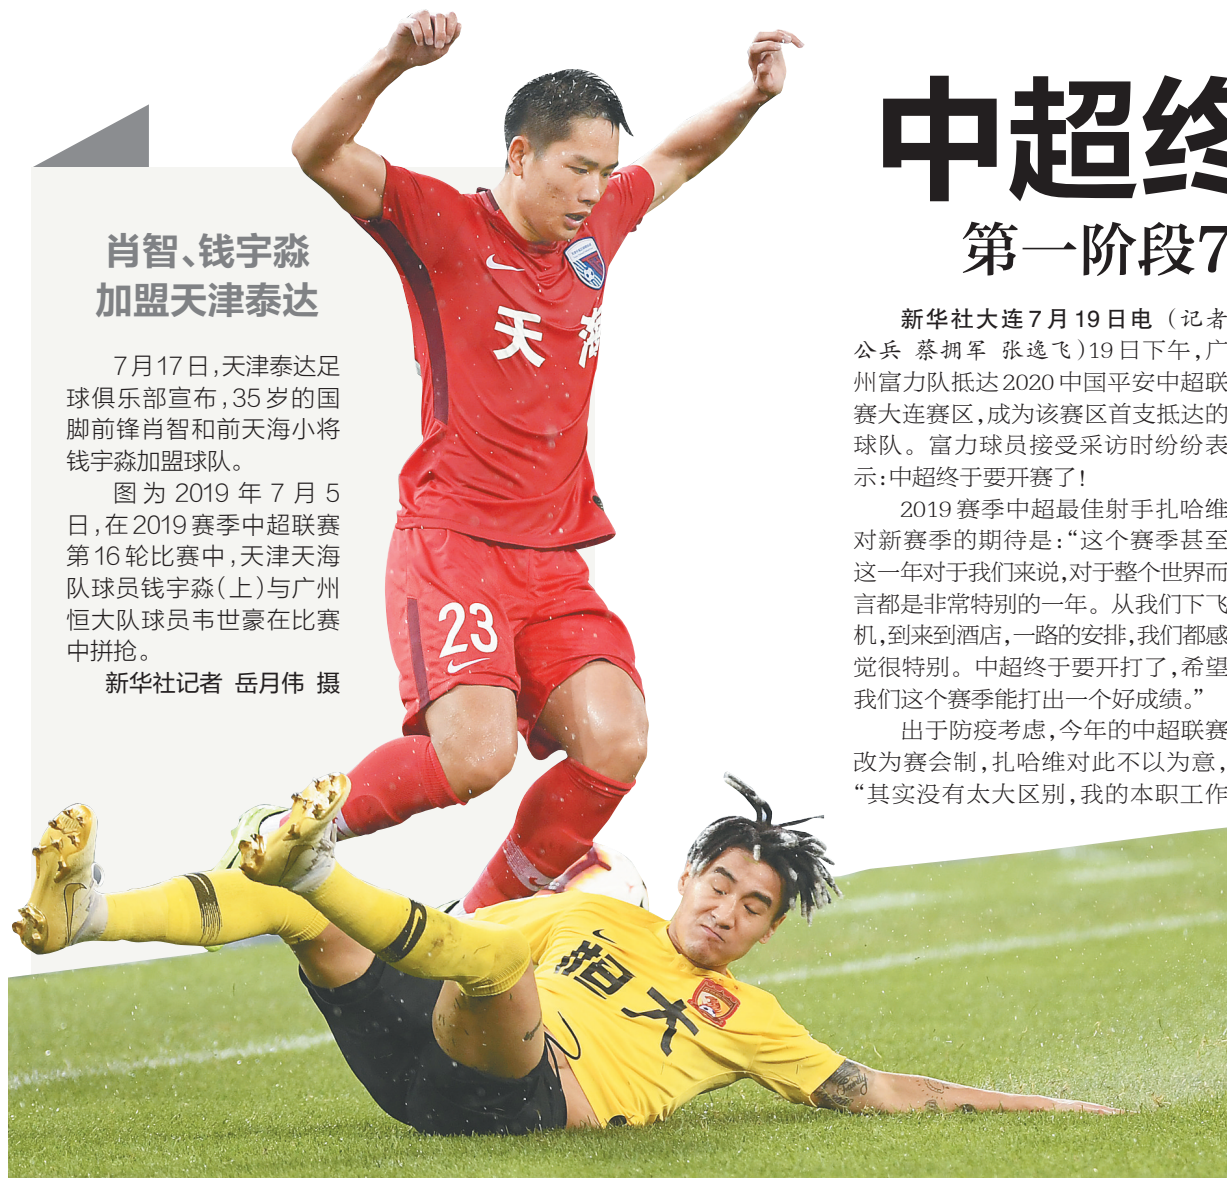 肖智、钱宇淼
加盟天津泰达
7月17日,天津泰达足
球俱乐部宣布,35岁的国
脚前锋肖智和前天海小将
钱宇淼加盟球队。
图为2019年7月5
日,在2019赛季中超联赛
第16轮比赛中,天津天海
队球员钱宇淼(上)与广州
恒大队球员韦世豪在比赛
中拼抢。
新华社记者 岳月伟 摄
天海
23
恒大
中超终
第一阶段7
新华社大连7月19日电(记者
公兵 蔡拥军 张逸飞)19日下午,广
州富力队抵达2020中国平安中超联
赛大连赛区,成为该赛区首支抵达的
球队。富力球员接受采访时纷纷表
示:中超终于要开赛了!
2019赛季中超最佳射手扎哈维
对新赛季的期待是:“这个赛季甚至
这一年对于我们来说,对于整个世界而
言都是非常特别的一年。从我们下飞
机,到来到酒店,一路的安排,我们都感
觉很特别。中超终于要开打了,希望
我们这个赛季能打出一个好成绩。”
出于防疫考虑,今年的中超联赛
改为赛会制,扎哈维对此不以为意,
“其实没有太大区别,我的本职工作